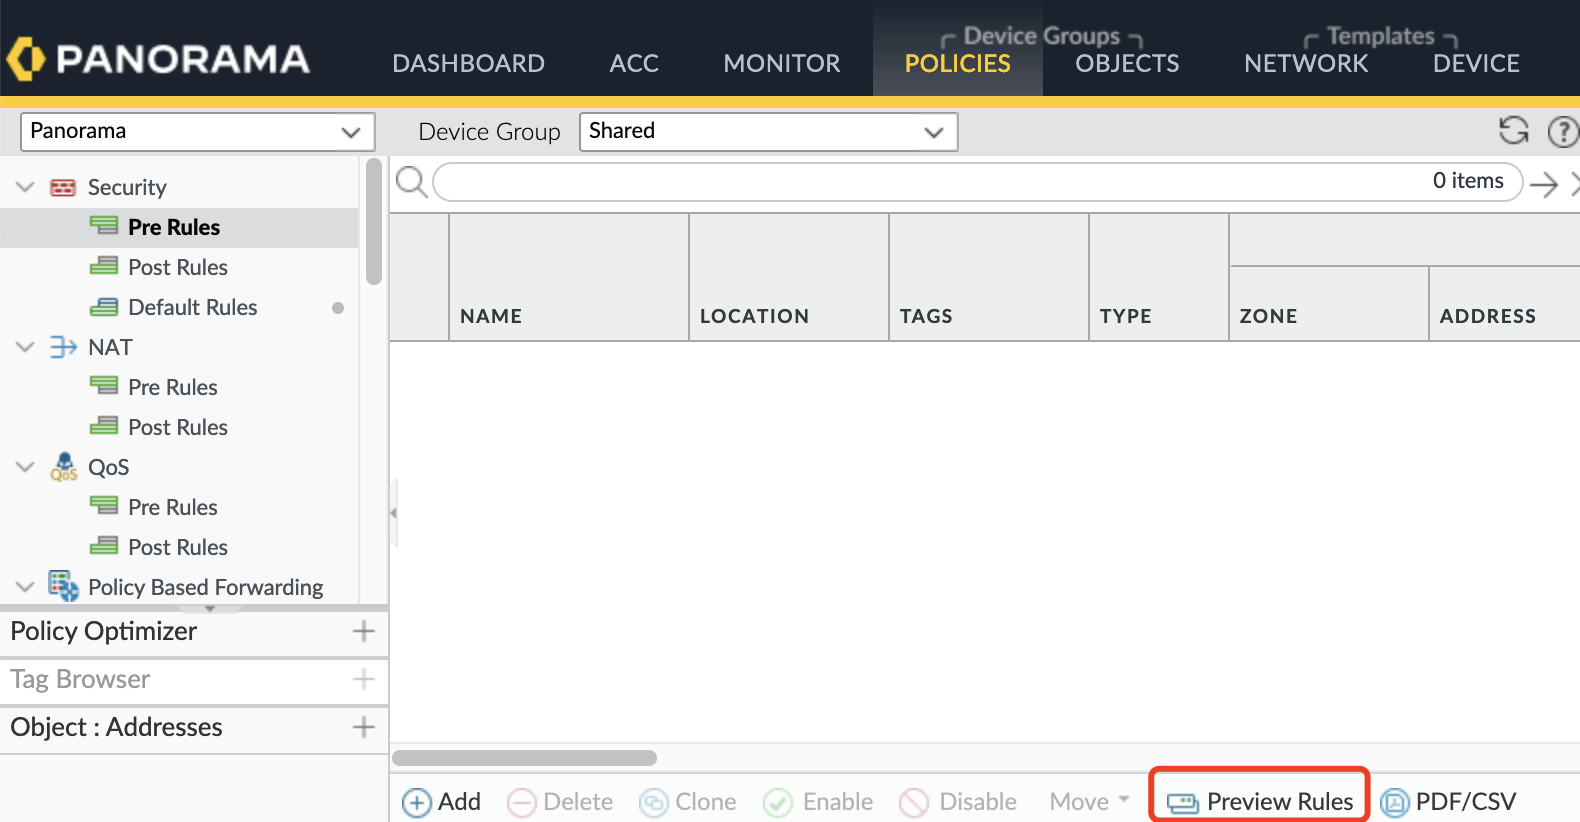 PANORAMA
DASHBOARD
ACC
MONITOR
Device Groups
POLICIES
OBJECTS
Templates
NETWORK
DEVICE
Panorama
Device Group
Shared
?
Security
Pre Rules
Post Rules
Default Rules
NAT
Pre Rules
Post Rules
QoS
QoS
Pre Rules
Post Rules
Policy Based Forwarding
Policy Optimizer
Tag Browser
Object : Addresses
0 items
NAME
LOCATION
TAGS
TYPE
ZONE
ADDRESS
Add
Delete
Clone
Enable
Disable
Move
Preview Rules
PDF/CSV